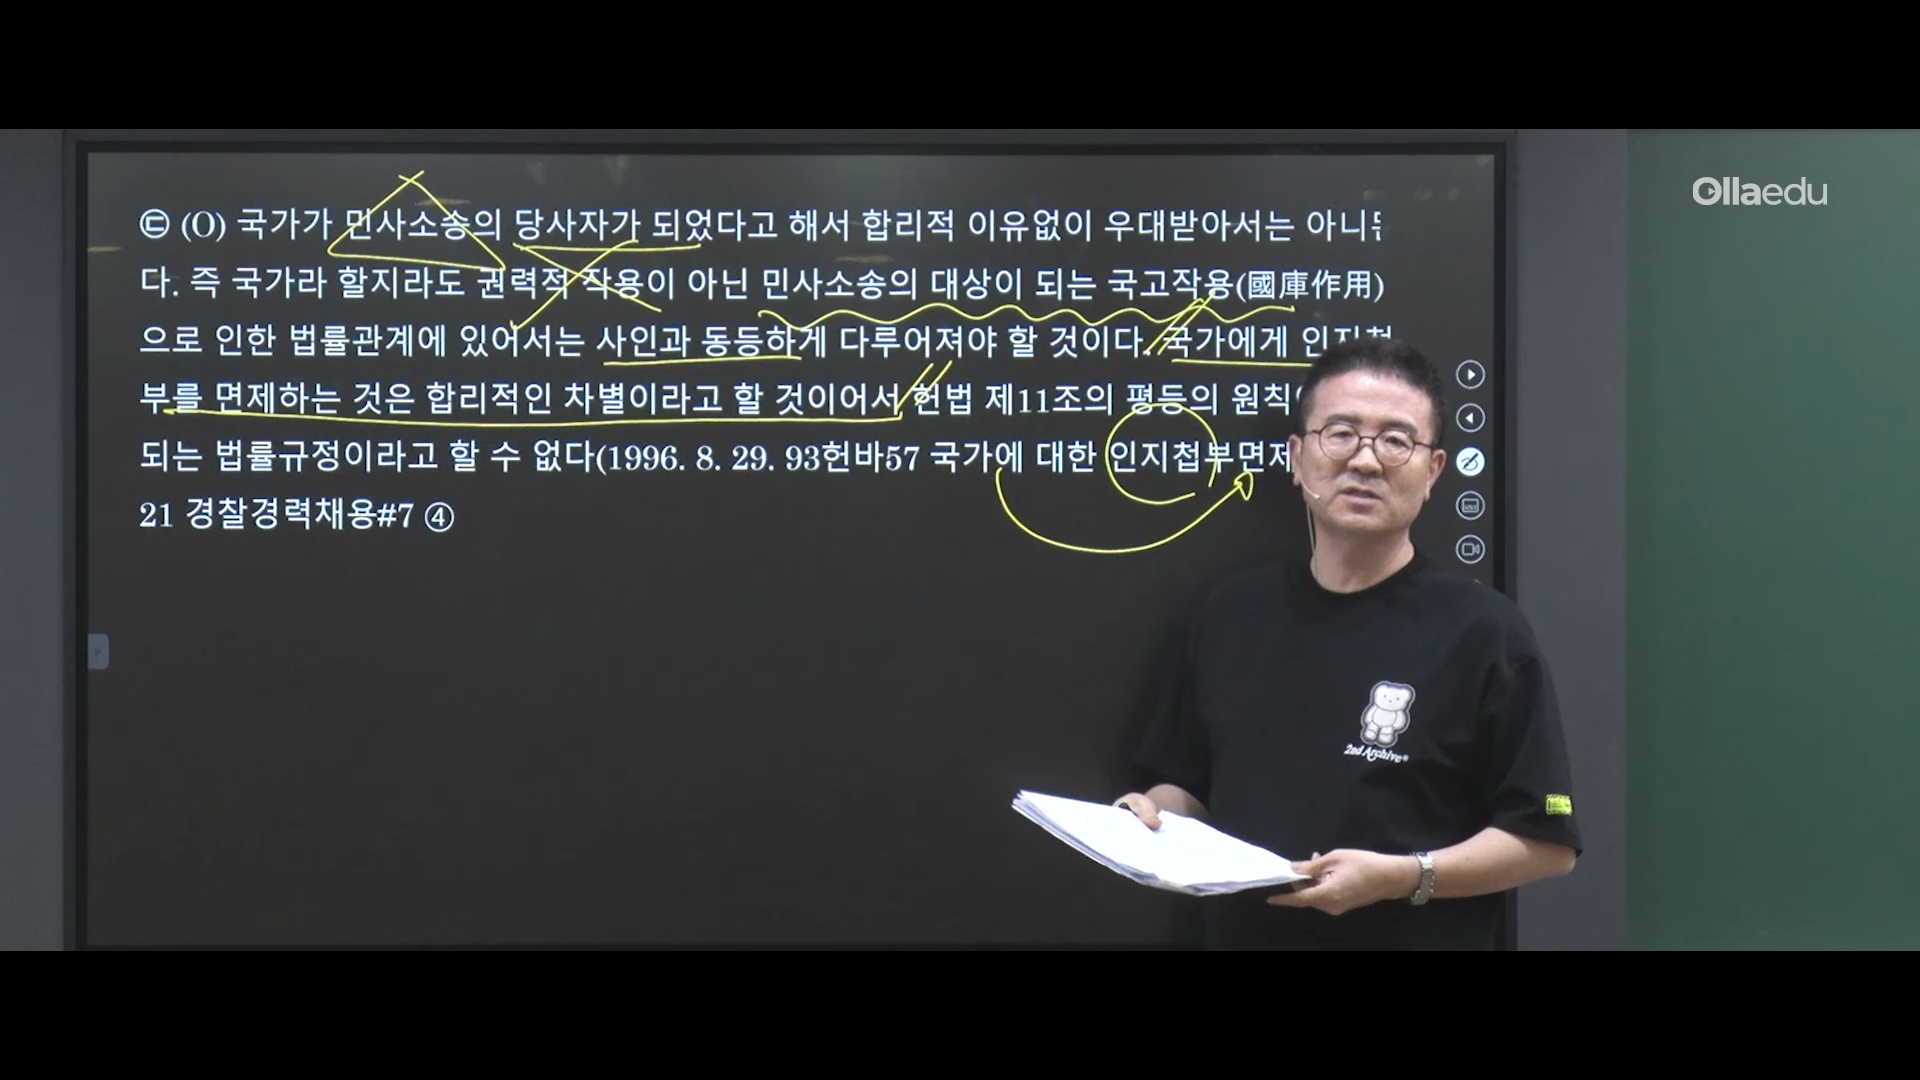 Ollaedu
㉢ (O) 국가가 민사소송의 당사자가 되었다고 해서 합리적 이유없이 우대받아서는 아니
다. 즉 국가라 할지라도 권력적 작용이 아닌 민사소송의 대상이 되는 국고작용(國庫作用)
으로 인한 법률관계에 있어서는 사인과 동등하게 다루어져야 할 것이다. 국가에게 인지
부를 면제하는 것은 합리적인 차별이라고 할 것이어서 헌법 제11조의 평등의 원칙
되는 법률규정이라고 할 수 없다(1996. 8. 29. 93헌바57 국가에 대한 인지첩부면제
21 경찰경력채용#7 ④
2nd Archive®